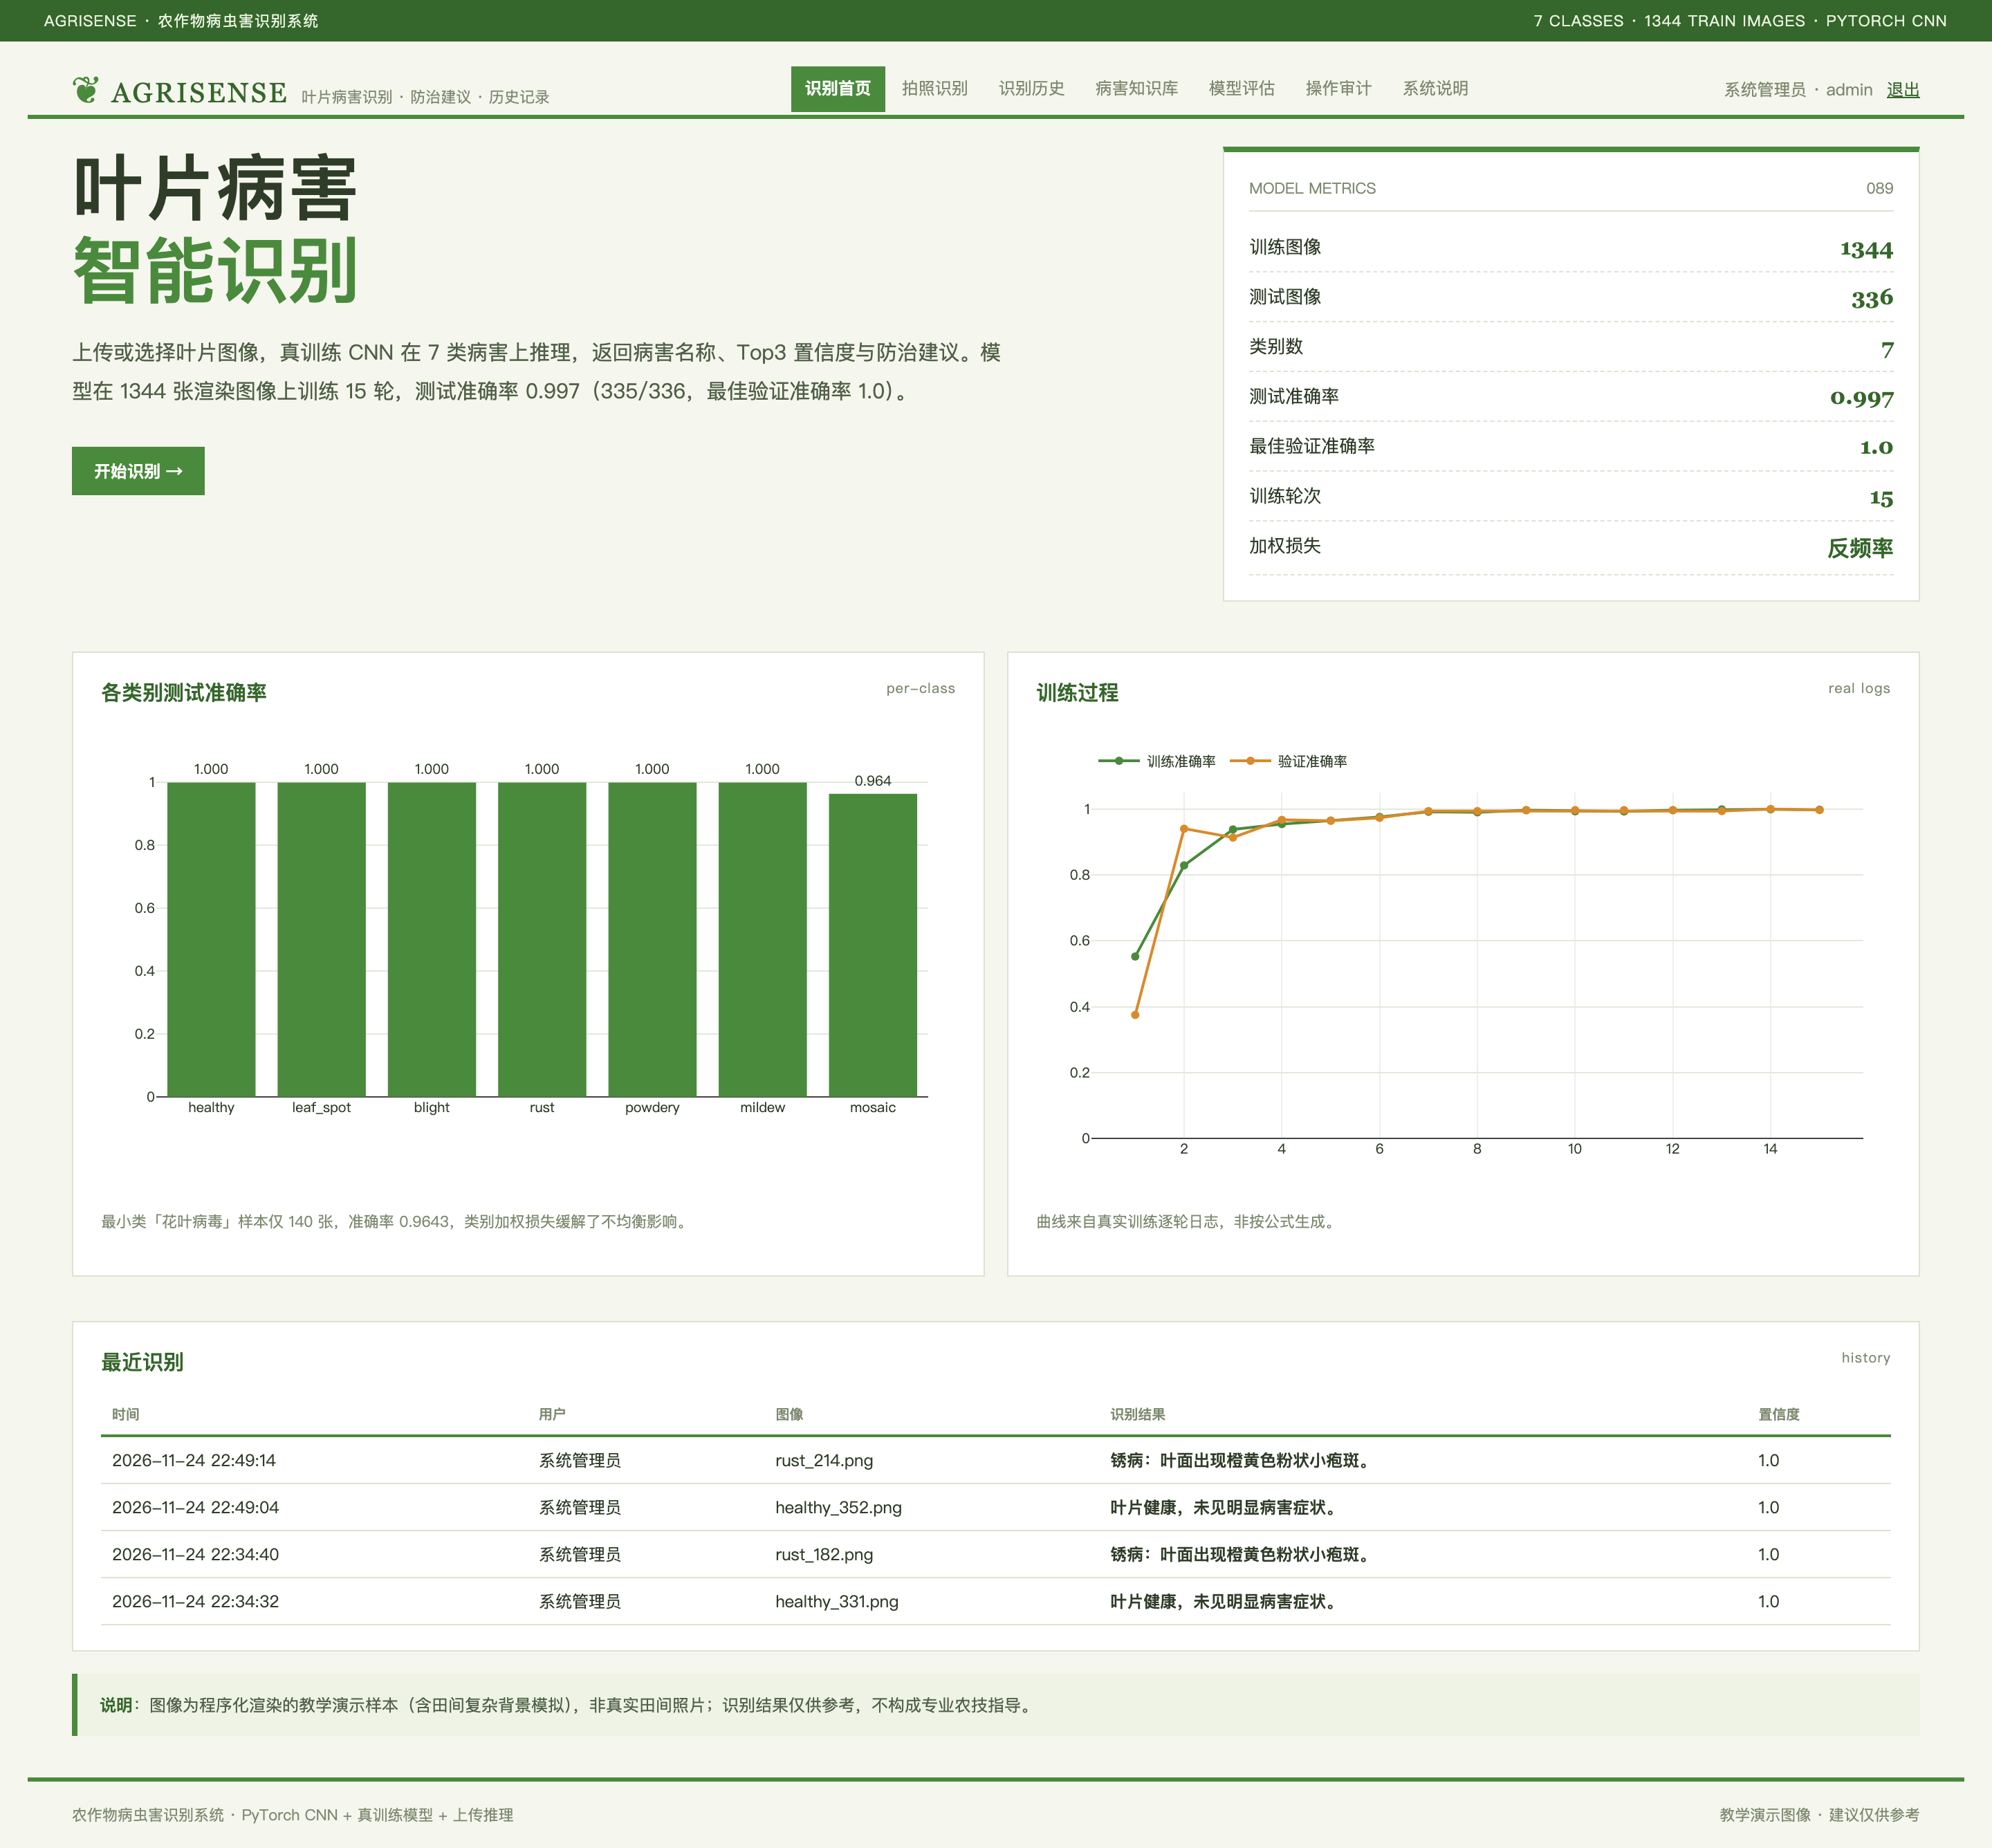 AGRISENSE · 农作物病虫害识别系统
7 CLASSES · 1344 TRAIN IMAGES · PYTORCH CNN
AGRISENSE 叶片病害识别 · 防治建议 · 历史记录
识别首页 拍照识别 识别历史 病害知识库 模型评估 操作审计 系统说明
系统管理员 · admin 退出
叶片病害
智能识别
上传或选择叶片图像，真训练 CNN 在 7 类病害上推理，返回病害名称、Top3 置信度与防治建议。模
型在 1344 张渲染图像上训练 15 轮，测试准确率 0.997（335/336，最佳验证准确率 1.0）。
开始识别 →
MODEL METRICS 089
训练图像 1344
测试图像 336
类别数 7
测试准确率 0.997
最佳验证准确率 1.0
训练轮次 15
加权损失 反频率
各类别测试准确率 per-class
1.000 1.000 1.000 1.000 1.000 1.000 0.964
1
0.8
0.6
0.4
0.2
0
healthy leaf_spot blight rust powdery mildew mosaic
最小类「花叶病毒」样本仅 140 张，准确率 0.9643，类别加权损失缓解了不均衡影响。
训练过程 real logs
训练准确率 验证准确率
1
0.8
0.6
0.4
0.2
0
2 4 6 8 10 12 14
曲线来自真实训练逐轮日志，非按公式生成。
最近识别 history
时间 用户 图像 识别结果 置信度
2026-11-24 22:49:14 系统管理员 rust_214.png 锈病：叶面出现橙黄色粉状小疱斑。 1.0
2026-11-24 22:49:04 系统管理员 healthy_352.png 叶片健康，未见明显病害症状。 1.0
2026-11-24 22:34:40 系统管理员 rust_182.png 锈病：叶面出现橙黄色粉状小疱斑。 1.0
2026-11-24 22:34:32 系统管理员 healthy_331.png 叶片健康，未见明显病害症状。 1.0
说明：图像为程序化渲染的教学演示样本（含田间复杂背景模拟），非真实田间照片；识别结果仅供参考，不构成专业农技指导。
农作物病虫害识别系统 · PyTorch CNN + 真训练模型 + 上传推理
教学演示图像 · 建议仅供参考